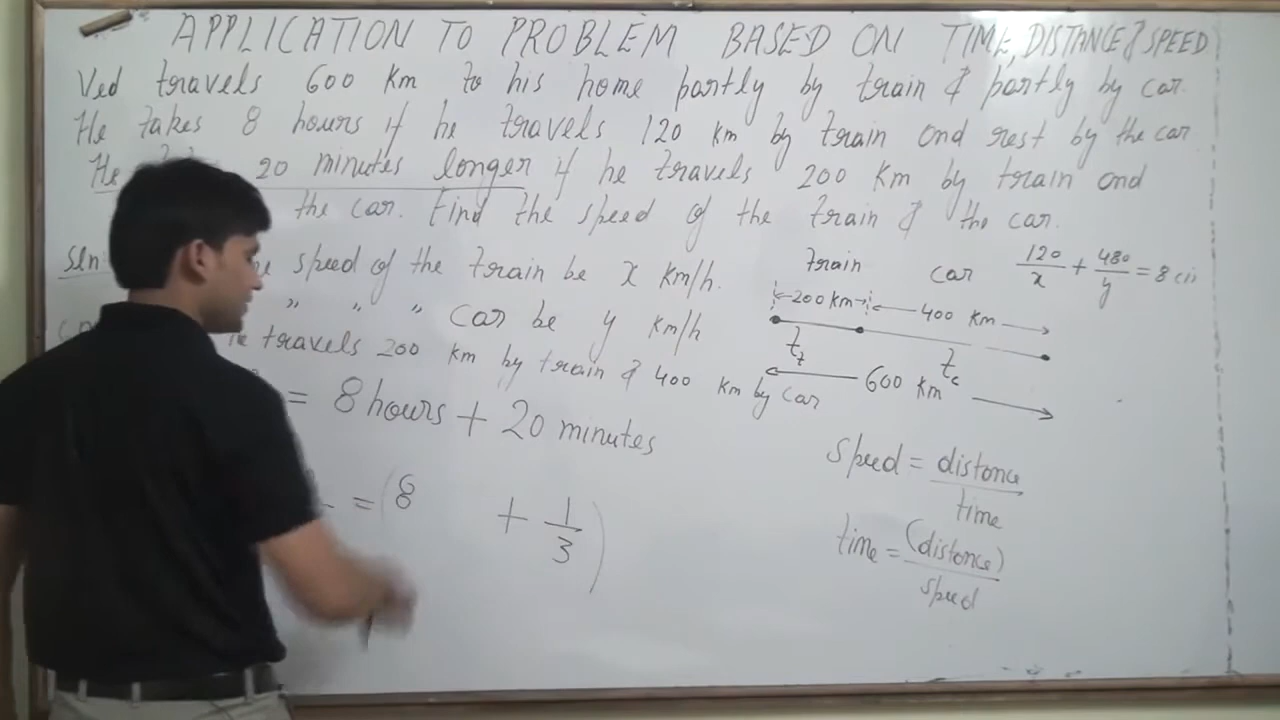 APPLICATION TO PROBLEM BASED ON TIME, DISTANCE & SPEED
Ved travels 600 Km to his home partly by train & partly by car.
He takes 8 hours if he travels 120 km by train and rest by the car
He 20 minutes longer if he travels 200 Km by train and
the car. Find the speed of the train & the car.
Sln: speed of the train be x Km/h.
" " " Car be y Km/h
travels 200 km by train & 400 Km by car
= 8 hours + 20 minutes
= (8 + 1/3)
train car 120/x + 480/y = 8 (i)
200 km 400 Km
t_t t_c
600 Km
Speed = distance/time
time = (distance)/speed